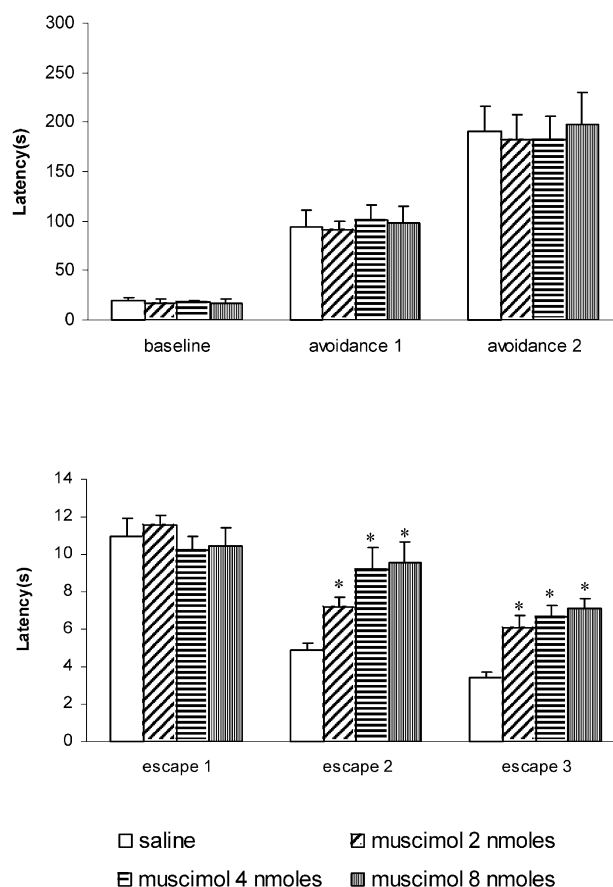 300
250
200
150
100
50
0
Latency(s)
baseline avoidance 1 avoidance 2
14
12
10
8
6
4
2
0
Latency(s)
* * *
* * *
escape 1 escape 2 escape 3
saline muscimol 2 nmoles
muscimol 4 nmoles muscimol 8 nmoles